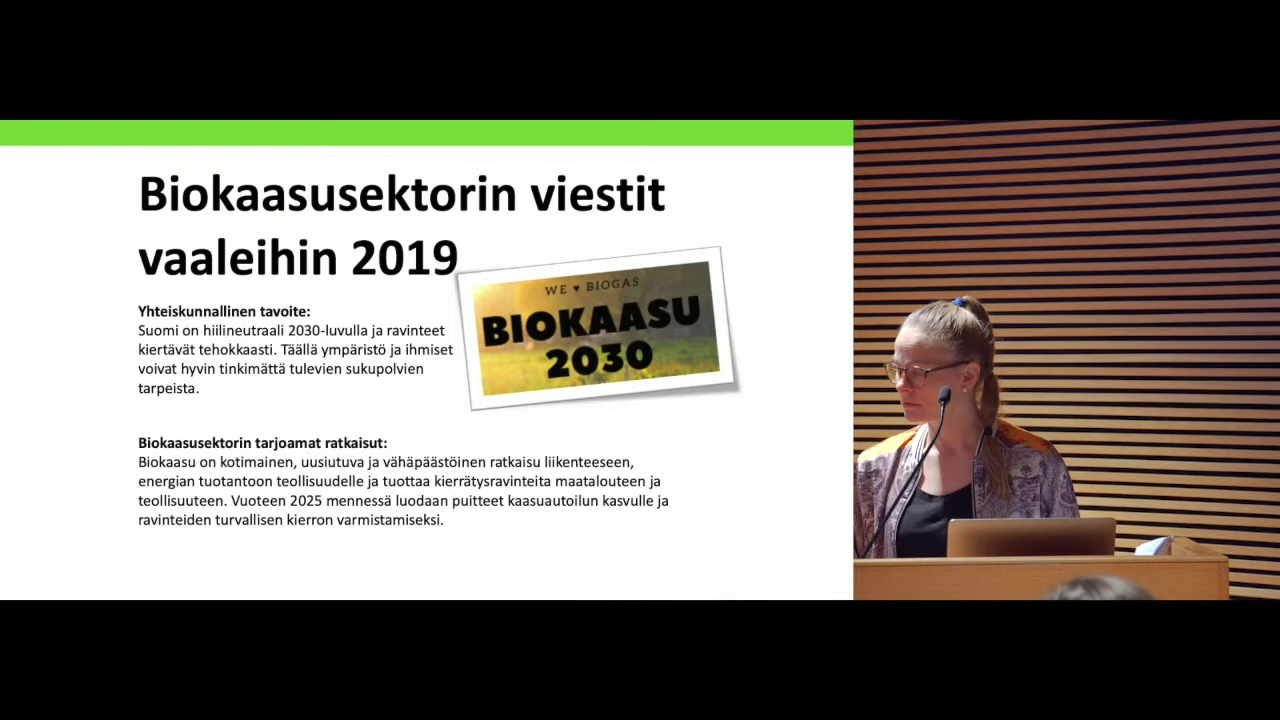 Biokaasusektorin viestit
vaaleihin 2019
WE ♥ BIOGAS
BIOKAASU
2030
Yhteiskunnallinen tavoite:
Suomi on hiilineutraali 2030-luvulla ja ravinteet
kiertävät tehokkaasti. Täällä ympäristö ja ihmiset
voivat hyvin tinkimättä tulevien sukupolvien
tarpeista.
Biokaasusektorin tarjoamat ratkaisut:
Biokaasu on kotimainen, uusiutuva ja vähäpäästöinen ratkaisu liikenteeseen,
energian tuotantoon teollisuudelle ja tuottaa kierrätysravinteita maatalouteen ja
teollisuuteen. Vuoteen 2025 mennessä luodaan puitteet kaasuautoilun kasvulle ja
ravinteiden turvallisen kierron varmistamiseksi.